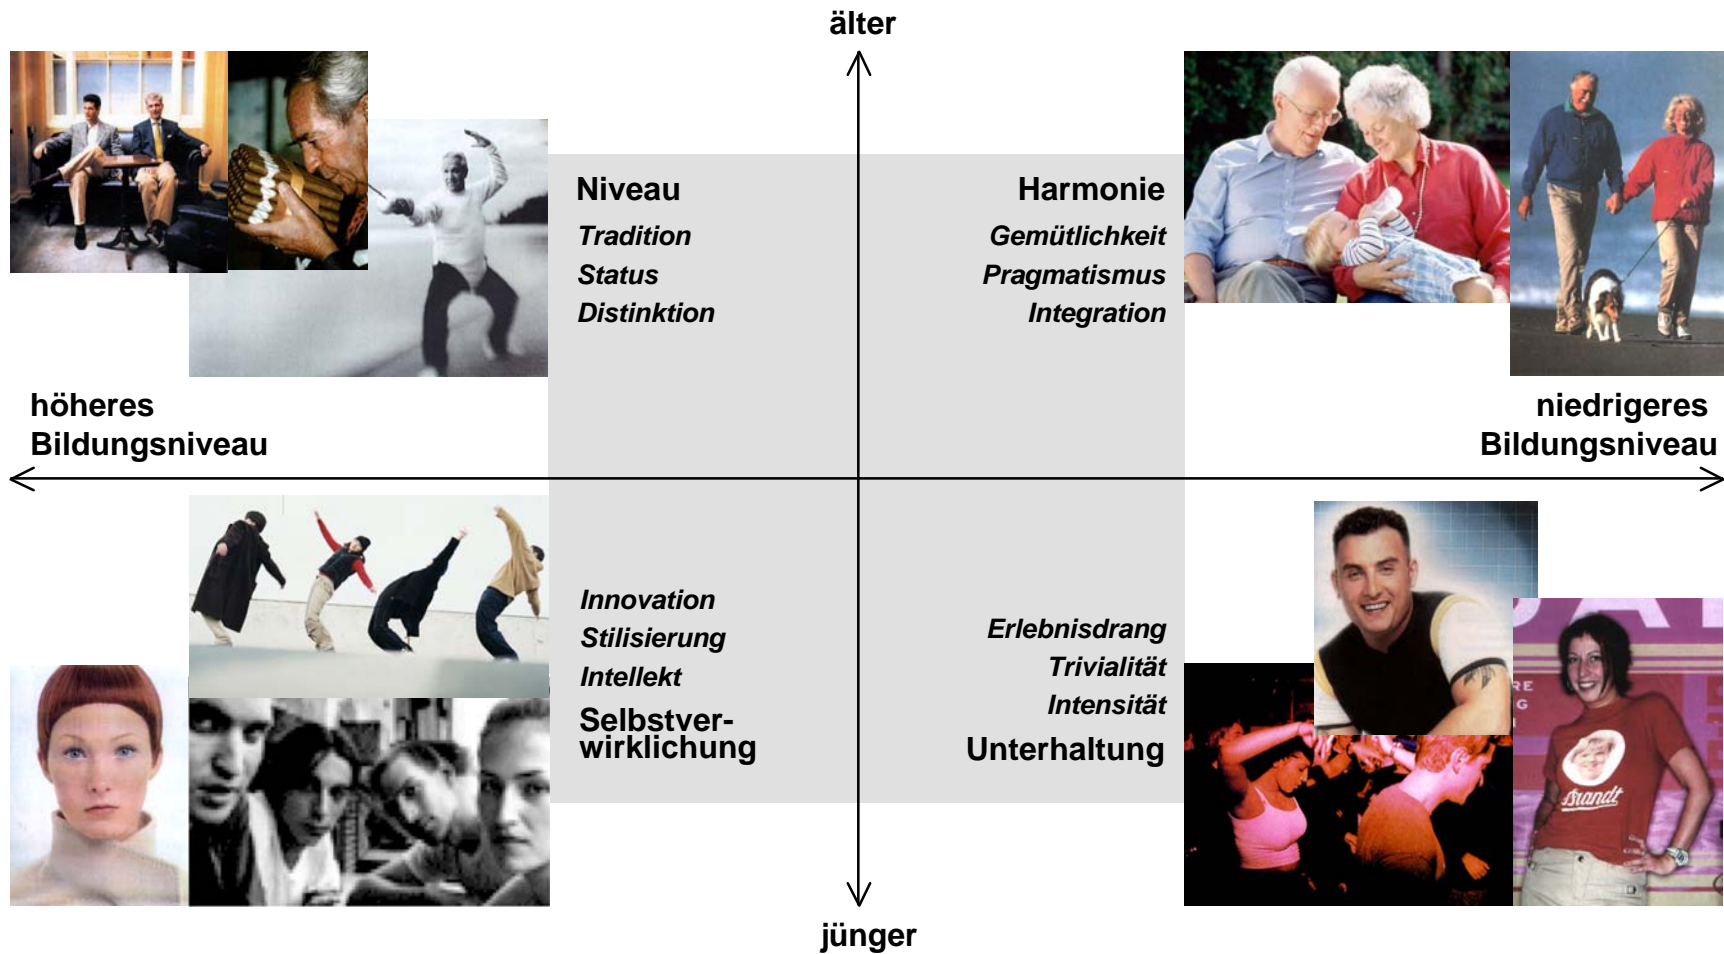 älter
Niveau
Tradition
Status
Distinktion
Harmonie
Gemütlichkeit
Pragmatismus
Integration
höheres
Bildungsniveau
niedrigeres
Bildungsniveau
Innovation
Stilisierung
Intellekt
Selbstver-
wirklichung
Erlebnisdrang
Trivialität
Intensität
Unterhaltung
Brandt
jünger